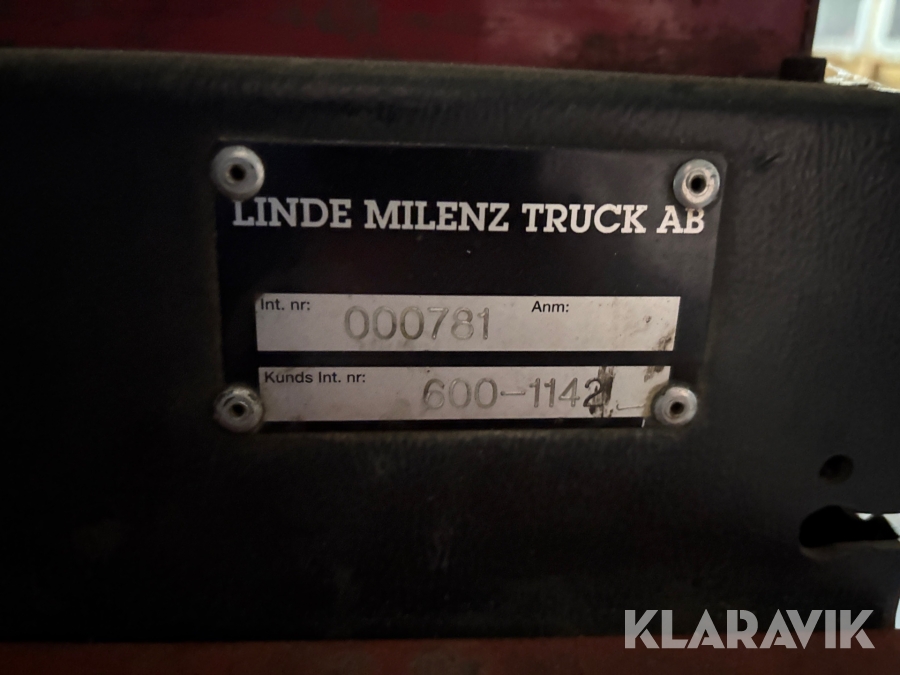 LINDE MILENZ TRUCK AB
Int. nr: 000781 Anm:
Kunds Int. nr: 600-1142
KLARAVIK